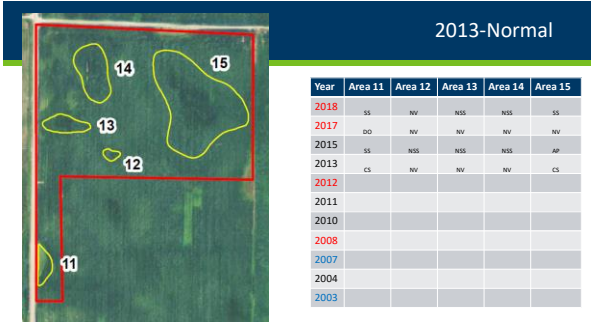 2013-Normal
15
14
13
12
11
Year Area 11 Area 12 Area 13 Area 14 Area 15
2018 SS NV NSS NSS SS
2017 DO NV NV NV NV
2015 SS NSS NSS NSS AP
2013 CS NV NV NV CS
2012
2011
2010
2008
2007
2004
2003